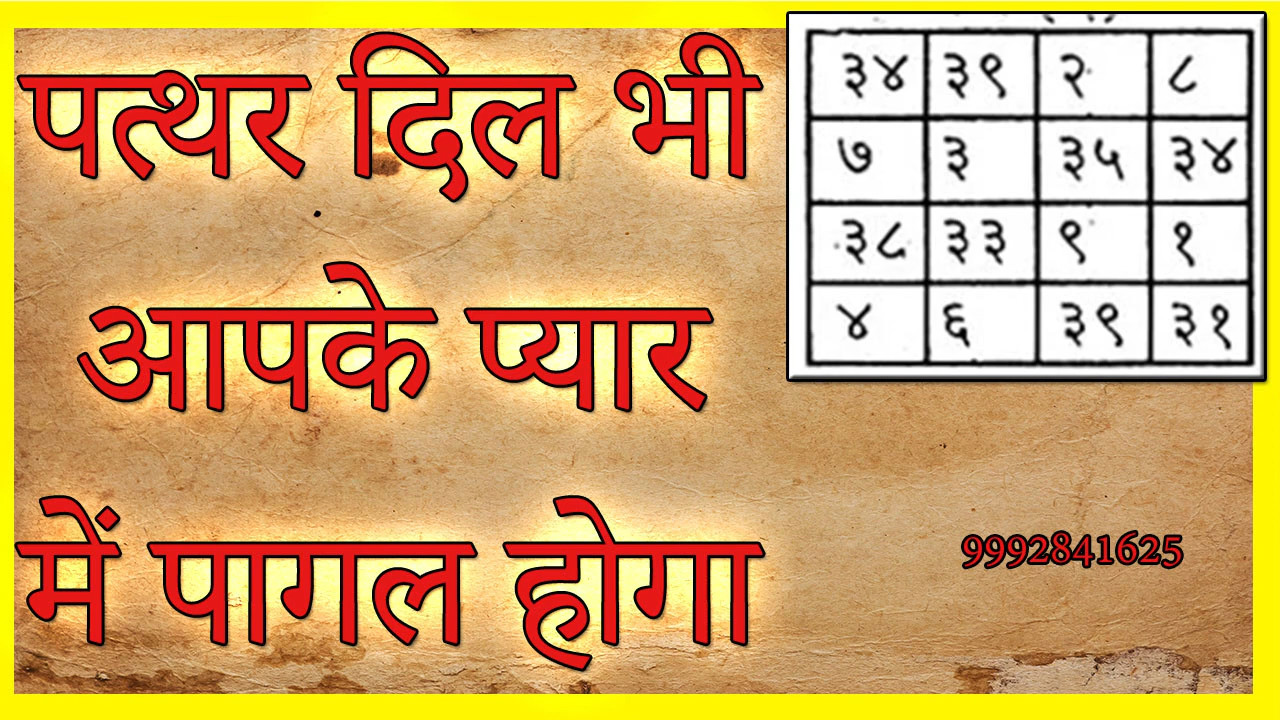 पत्थर दिल भी
आपके प्यार
में पागल होगा
३४ ३९ २ ८
७ ३ ३५ ३४
३८ ३३ ९ १
४ ६ ३९ ३१
9992841625